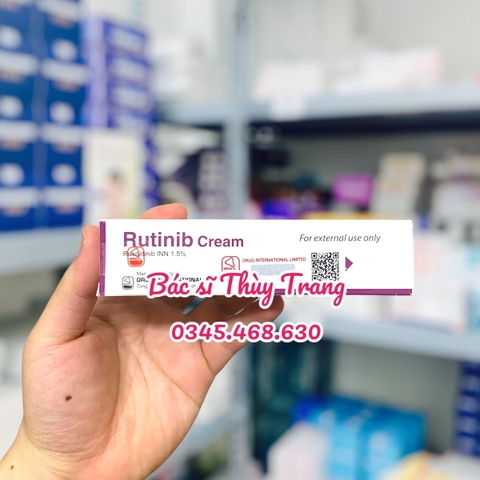 Rutinib Cream
For external use only
Ruxolitinib INN 1.5%
DRUG INTERNATIONAL LIMITED
Bác sĩ Thùy Trang
0345.468.630